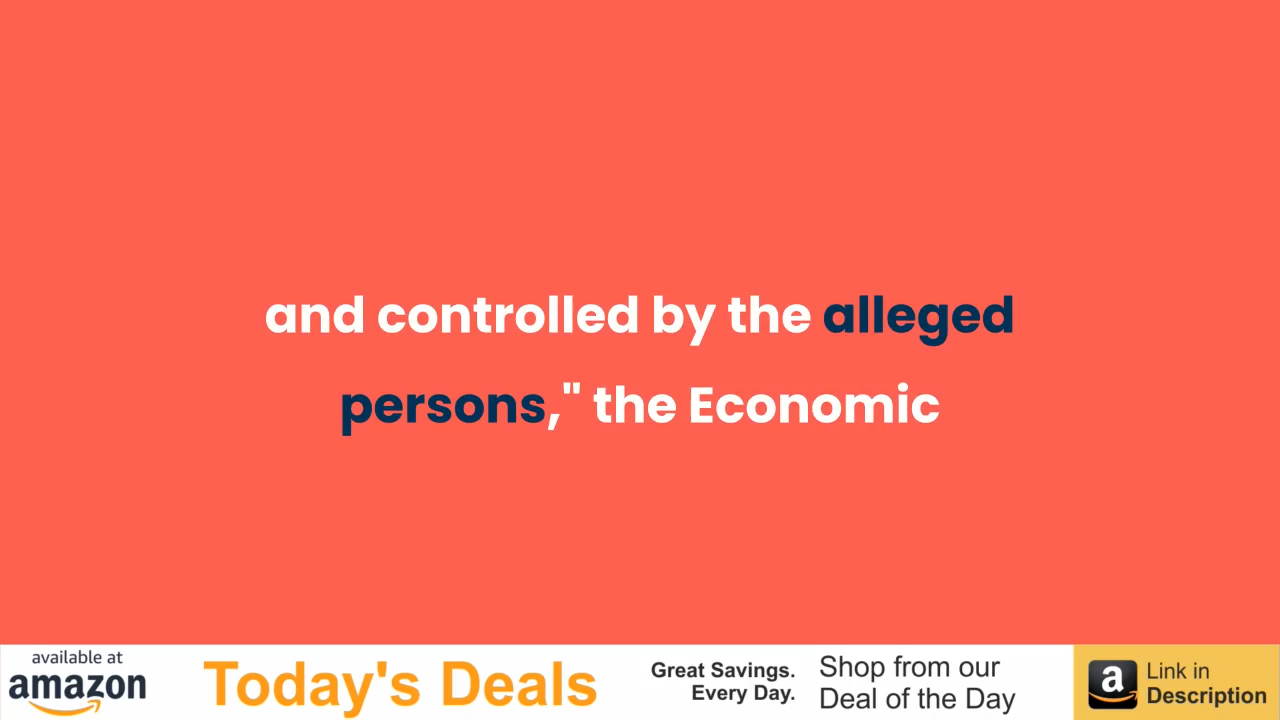 and controlled by the alleged
persons," the Economic
available at
amazon
Today's Deals
Great Savings.
Every Day.
Shop from our
Deal of the Day
a
Link in
Description